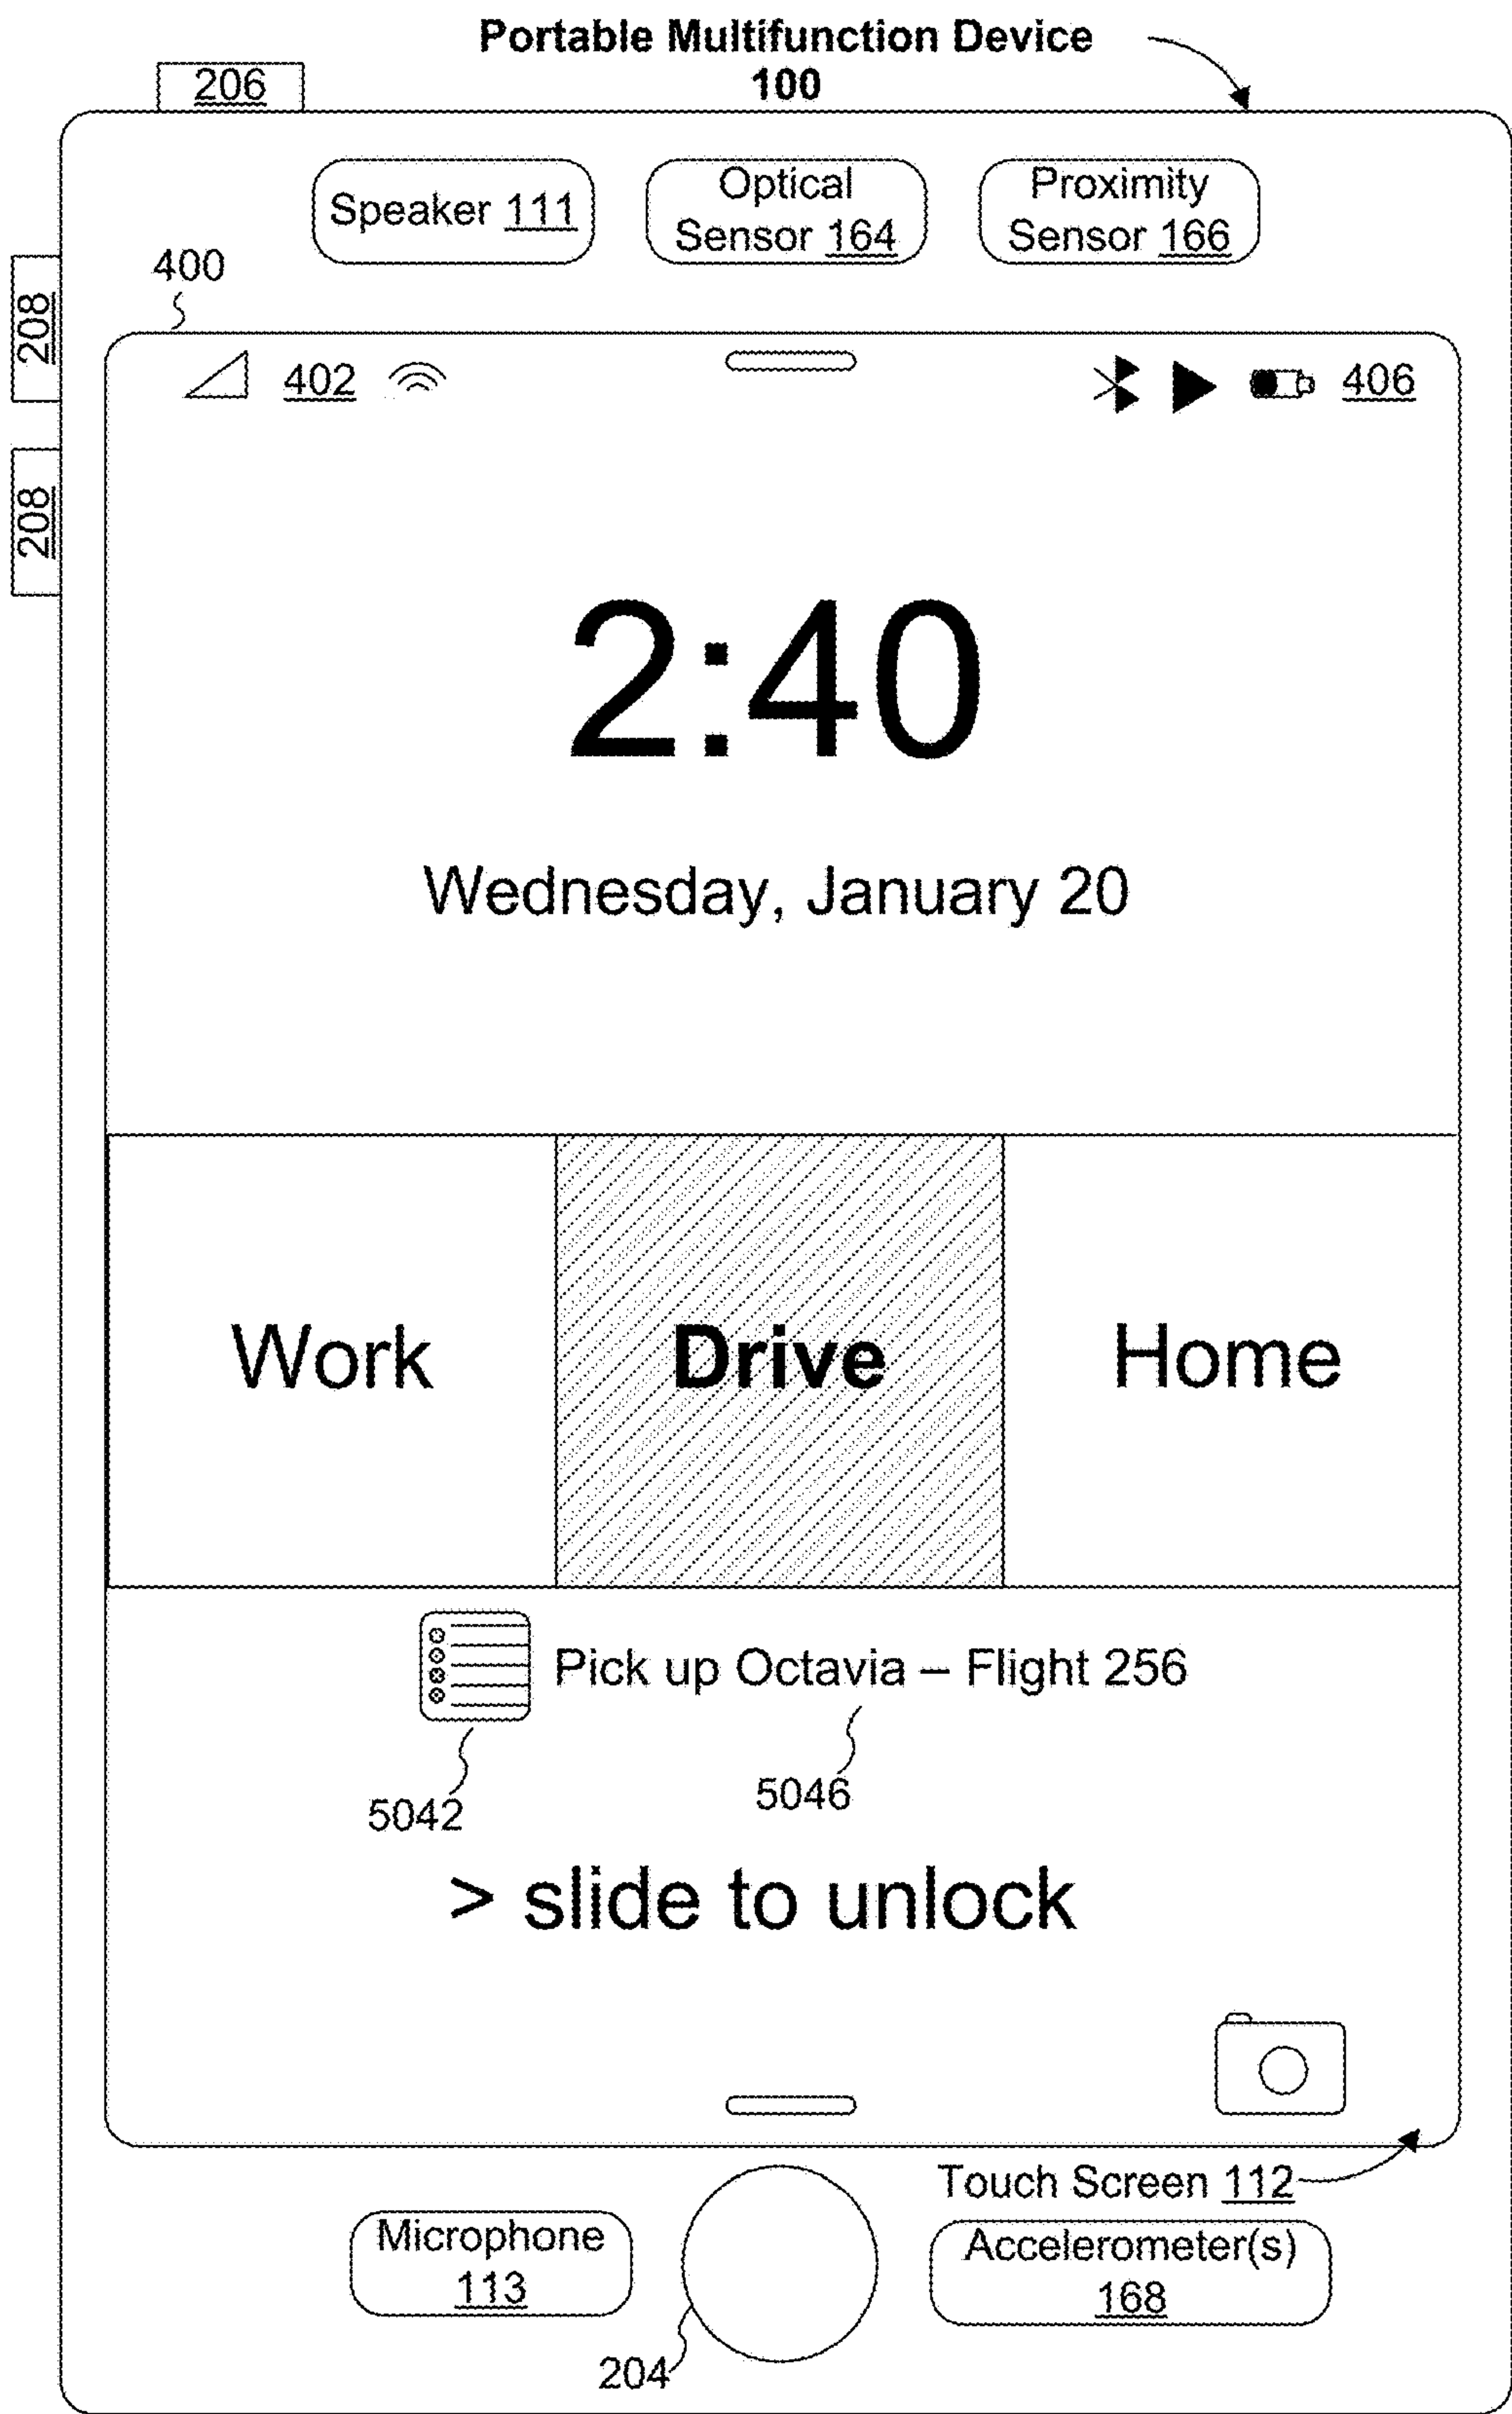 Portable Multifunction Device
100
206
Speaker 111
Optical
Sensor 164
Proximity
Sensor 166
400
208
402
406
208
2:40
Wednesday, January 20
Work
Drive
Home
Pick up Octavia – Flight 256
5042
5046
> slide to unlock
Touch Screen 112
Microphone
113
Accelerometer(s)
168
204